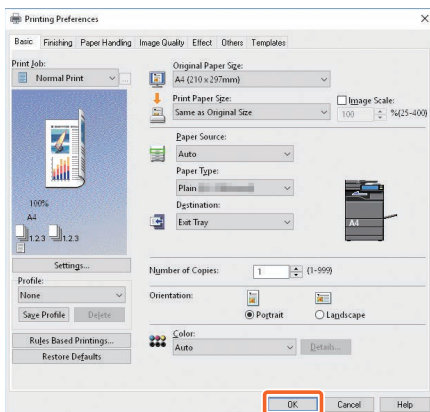 Printing Preferences
Basic Finishing Paper Handling Image Quality Effect Others Templates
Print Job:
Normal Print
...
100%
A4
1.2.3 1.2.3
Settings...
Profile:
None
Save Profile Delete
Rules Based Printings...
Restore Defaults
Original Paper Size:
A4 (210 x 297mm)
Print Paper Size:
Same as Original Size
Image Scale:
100 %(25-400)
Paper Source:
Auto
Paper Type:
Plain
Destination:
Exit Tray
A4
Number of Copies: 1 (1-999)
Orientation:
Portrait Landscape
Color:
Auto Details...
OK Cancel Help